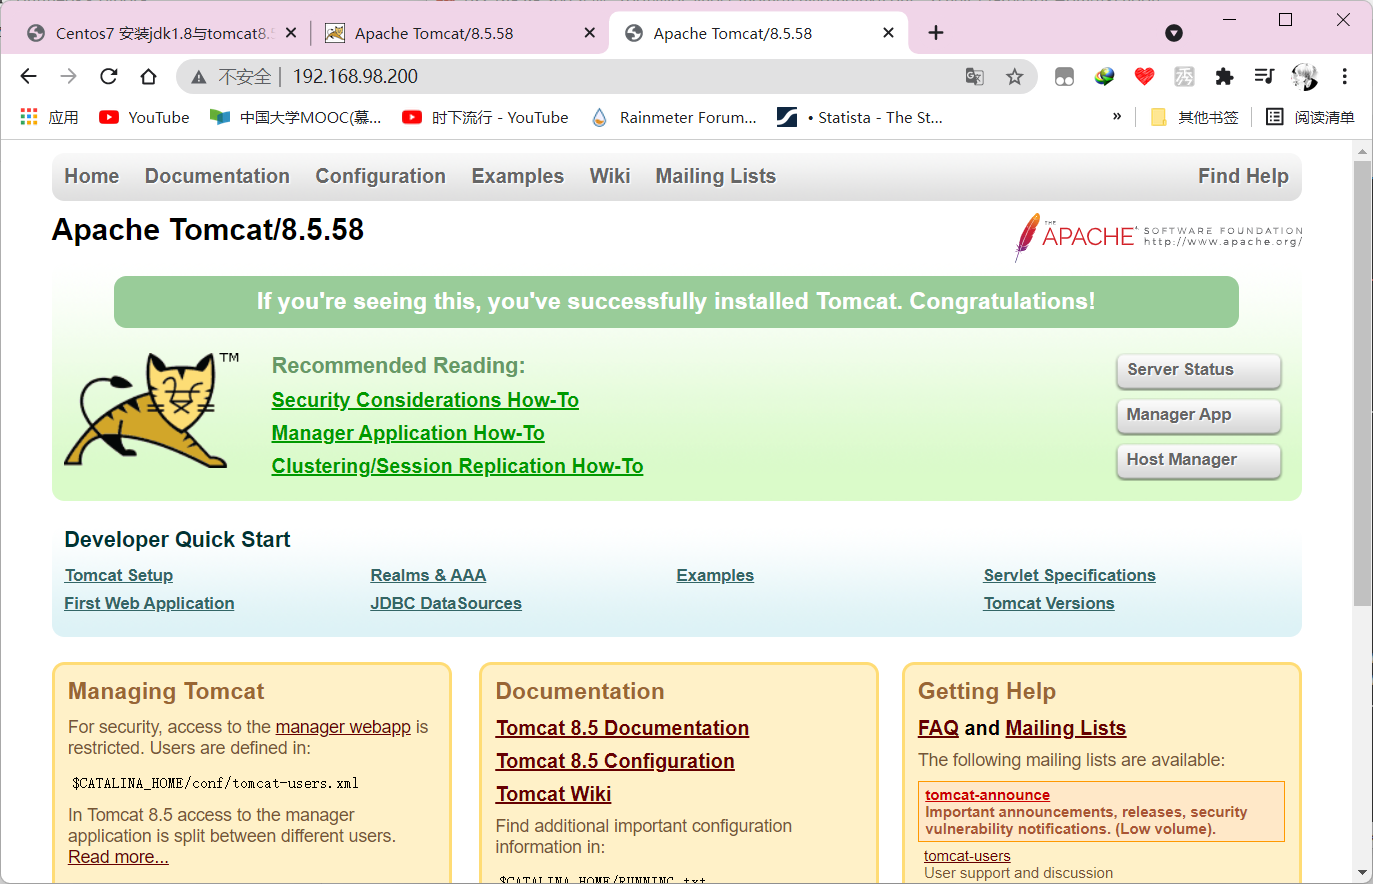 Centos7 安装jdk1.8与tomcat8.5
Apache Tomcat/8.5.58
Apache Tomcat/8.5.58
不安全 192.168.98.200
应用
YouTube
中国大学MOOC(慕...
时下流行 - YouTube
Rainmeter Forum...
• Statista - The St...
»
其他书签
阅读清单
Home Documentation Configuration Examples Wiki Mailing Lists Find Help
Apache Tomcat/8.5.58
THE APACHE SOFTWARE FOUNDATION
http://www.apache.org/
If you're seeing this, you've successfully installed Tomcat. Congratulations!
TM
Recommended Reading:
Security Considerations How-To
Manager Application How-To
Clustering/Session Replication How-To
Server Status
Manager App
Host Manager
Developer Quick Start
Tomcat Setup
First Web Application
Realms & AAA
JDBC DataSources
Examples
Servlet Specifications
Tomcat Versions
Managing Tomcat
For security, access to the manager webapp is
restricted. Users are defined in:
$CATALINA_HOME/conf/tomcat-users.xml
In Tomcat 8.5 access to the manager
application is split between different users.
Read more...
Documentation
Tomcat 8.5 Documentation
Tomcat 8.5 Configuration
Tomcat Wiki
Find additional important configuration
information in:
$CATALINA_HOME/RUNNING.txt
Getting Help
FAQ and Mailing Lists
The following mailing lists are available:
tomcat-announce
Important announcements, releases, security
vulnerability notifications. (Low volume).
tomcat-users
User support and discussion